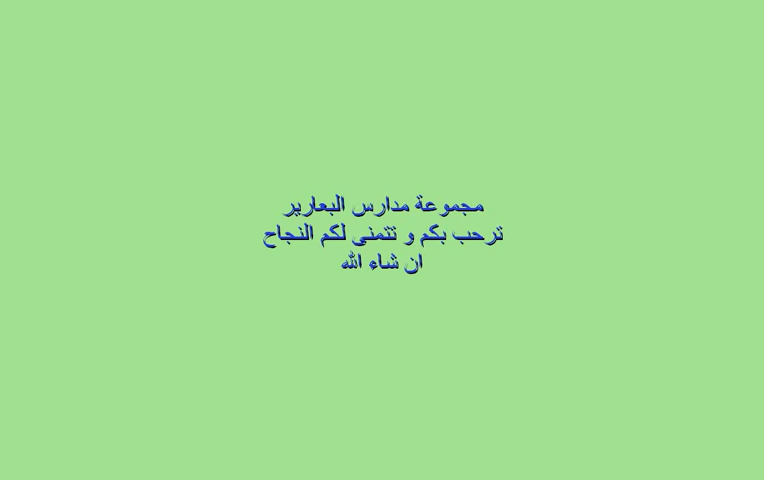 مجموعة مدارس البعارير
ترحب بكم و تتمنى لكم النجاح
ان شاء الله